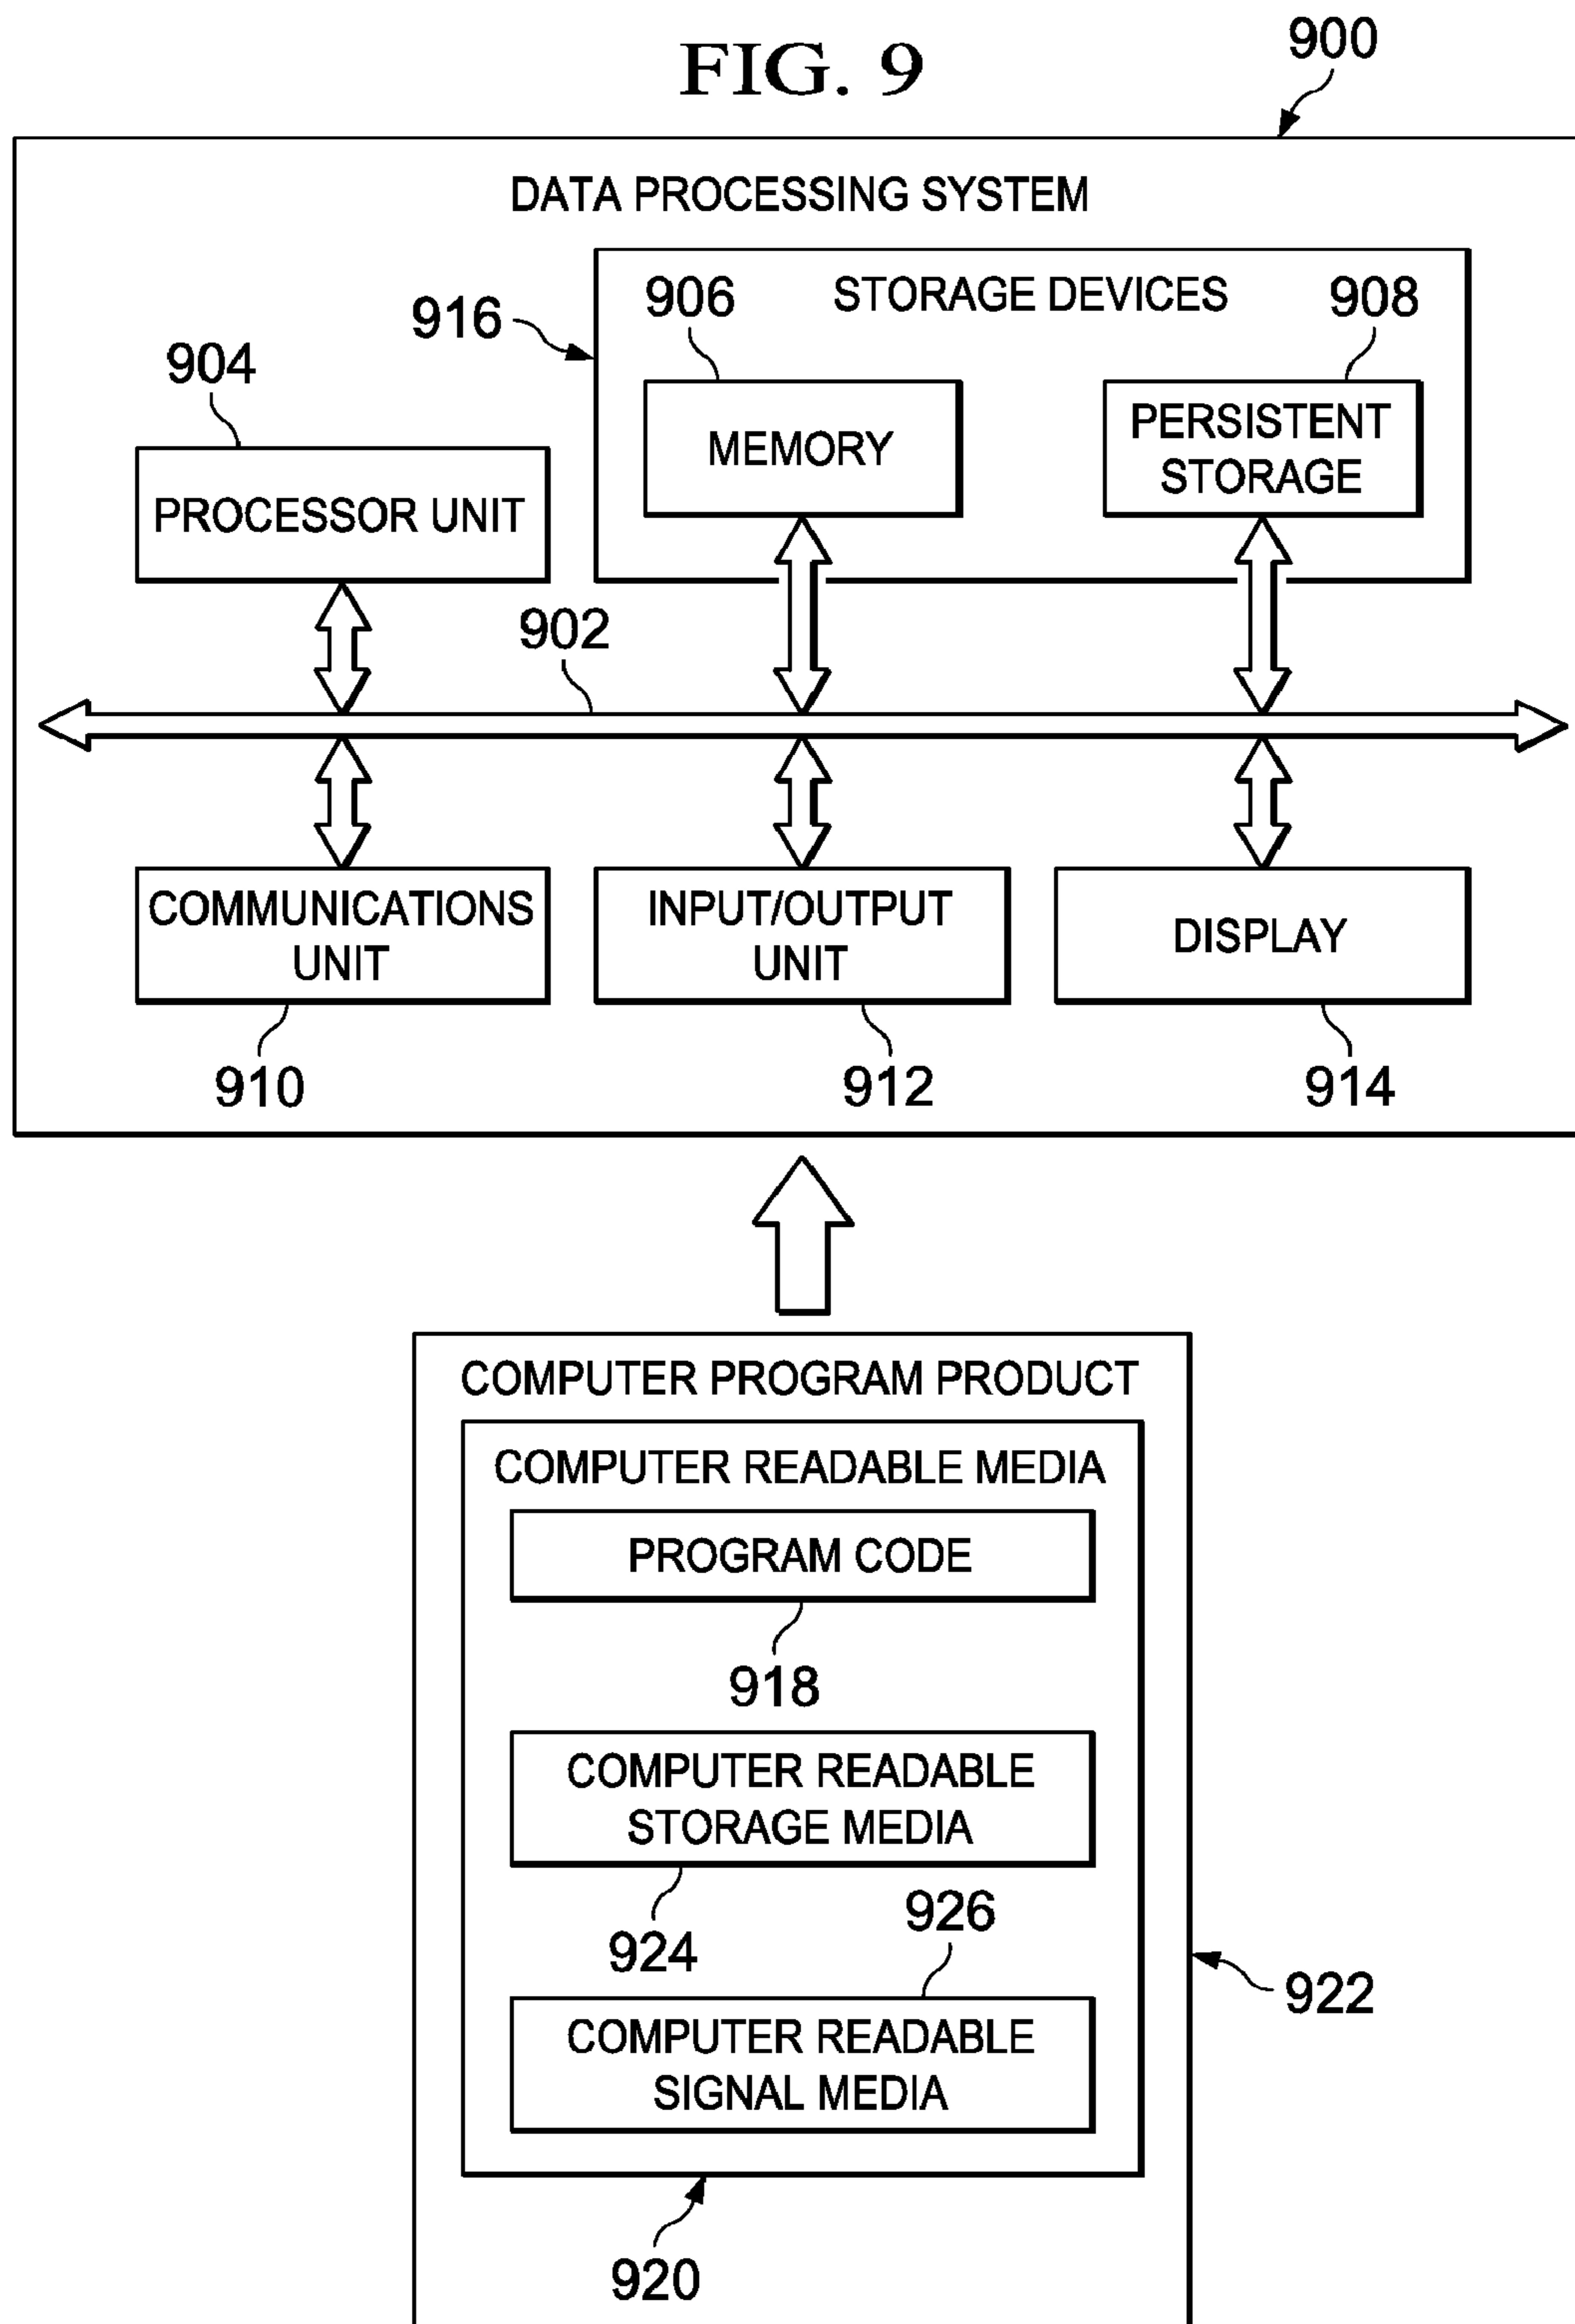 FIG. 9
900
DATA PROCESSING SYSTEM
916
906
STORAGE DEVICES
908
904
MEMORY
PERSISTENT
STORAGE
PROCESSOR UNIT
902
COMMUNICATIONS
UNIT
INPUT/OUTPUT
UNIT
DISPLAY
910
912
914
COMPUTER PROGRAM PRODUCT
COMPUTER READABLE MEDIA
PROGRAM CODE
918
COMPUTER READABLE
STORAGE MEDIA
924
926
COMPUTER READABLE
SIGNAL MEDIA
922
920